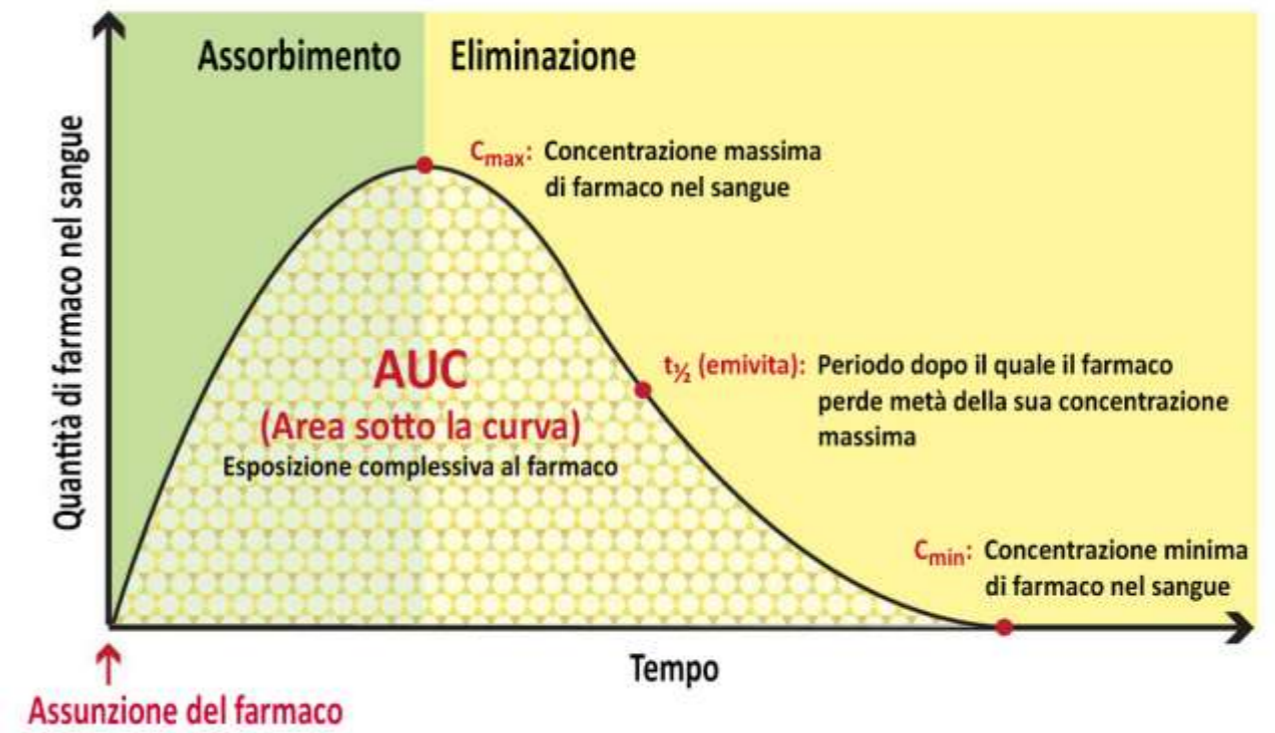 Assorbimento
Eliminazione
Quantità di farmaco nel sangue
Cmax: Concentrazione massima
di farmaco nel sangue
AUC
(Area sotto la curva)
Esposizione complessiva al farmaco
t½ (emivita): Periodo dopo il quale il farmaco
perde metà della sua concentrazione
massima
Cmin: Concentrazione minima
di farmaco nel sangue
Tempo
Assunzione del farmaco